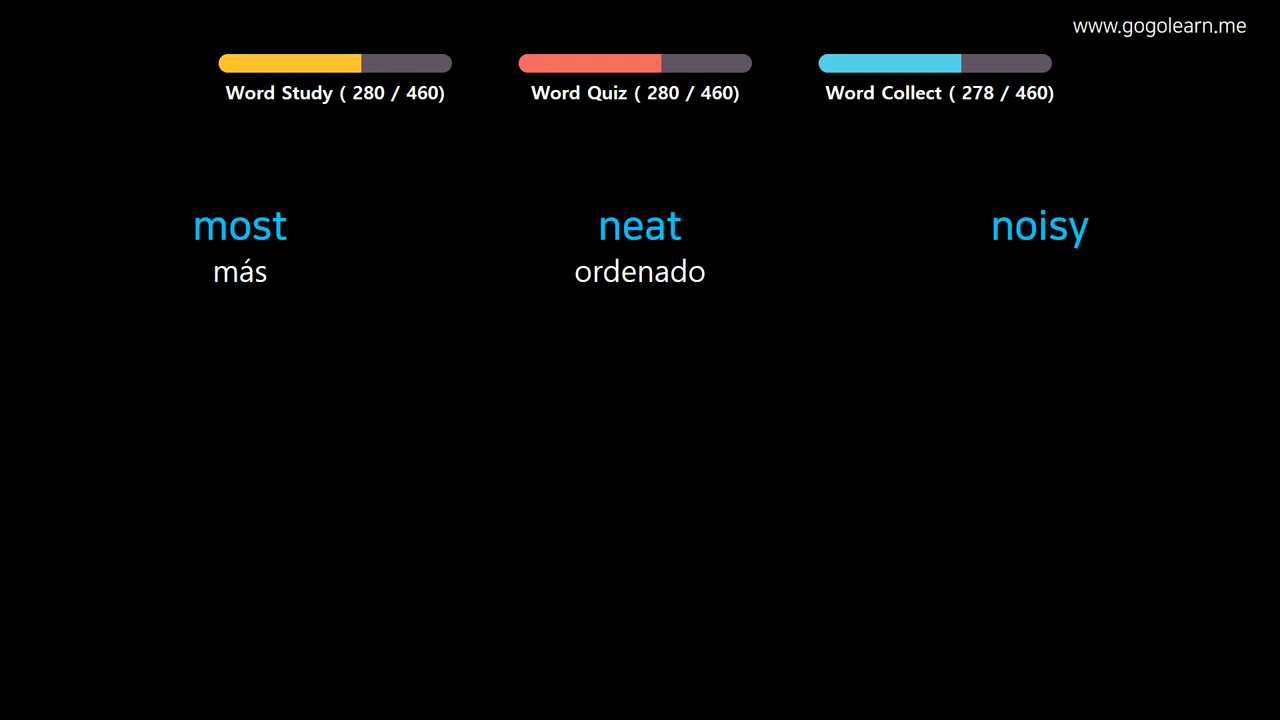 www.gogolearn.me
Word Study ( 280 / 460)
Word Quiz ( 280 / 460)
Word Collect ( 278 / 460)
most
más
neat
ordenado
noisy